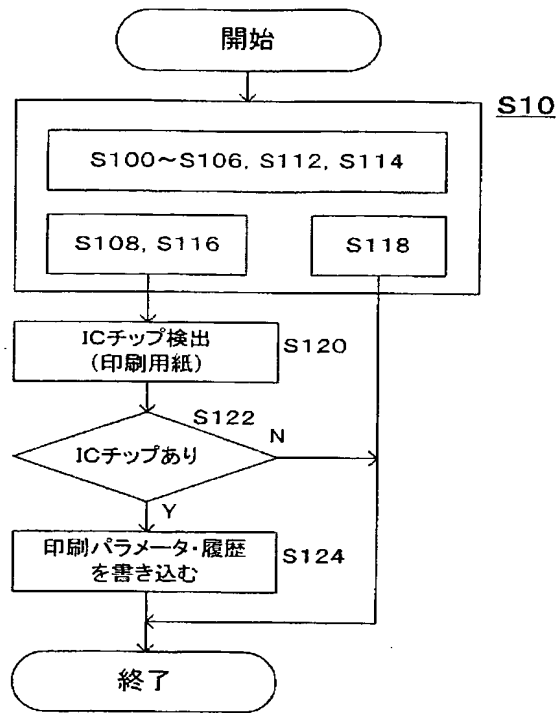 開始
S10
S100～S106, S112, S114
S108, S116
S118
ICチップ検出
(印刷用紙)
S120
S122
N
ICチップあり
Y
印刷パラメータ・履歴
を書き込む
S124
終了